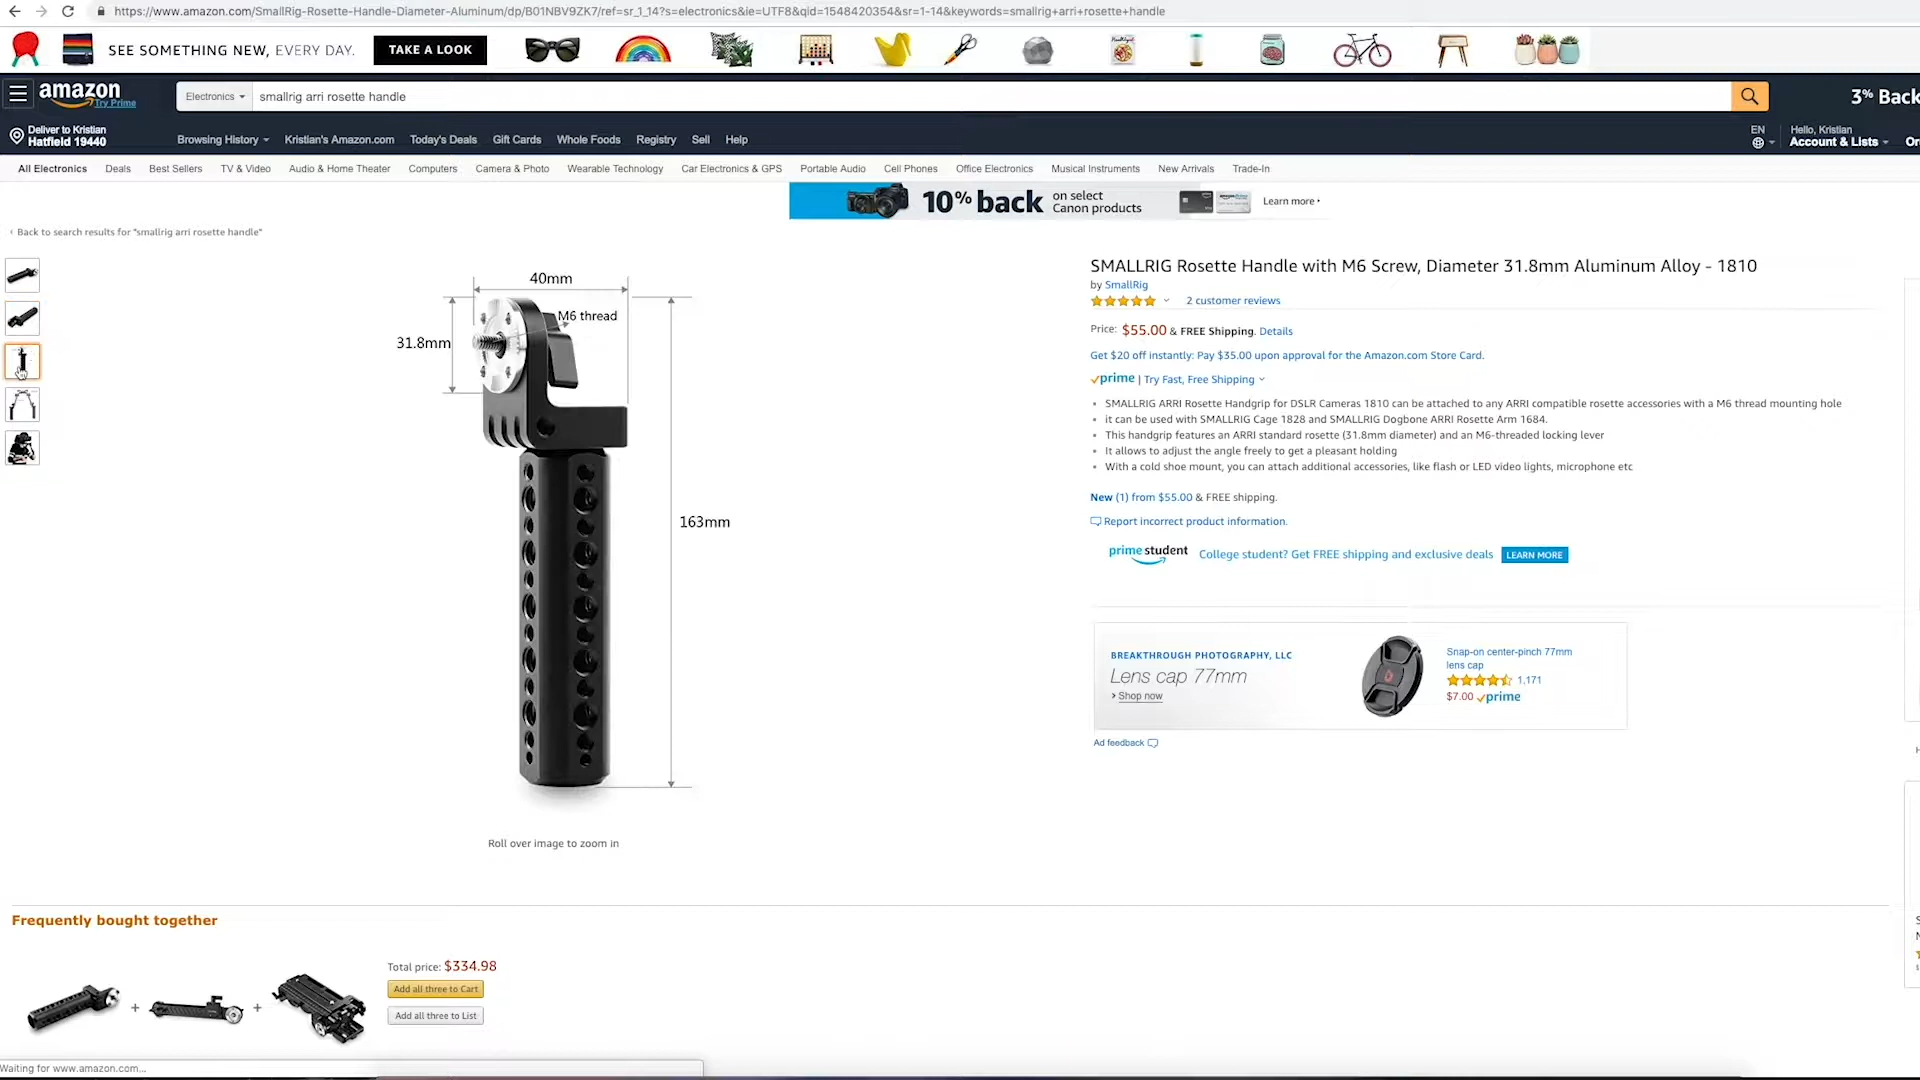 https://www.amazon.com/SmallRig-Rosette-Handle-Diameter-Aluminum/dp/B01NBV9ZK7/ref=sr_1_14?s=electronics&ie=UTF8&qid=1548420354&sr=1-14&keywords=smallrig+arri+rosette+handle
SEE SOMETHING NEW, EVERY DAY. TAKE A LOOK
amazon
Try Prime
Electronics smallrig arri rosette handle
3% Back
Deliver to Kristian
Hatfield 19440
Browsing History Kristian's Amazon.com Today's Deals Gift Cards Whole Foods Registry Sell Help
EN
Hello, Kristian
Account & Lists
Or
All Electronics Deals Best Sellers TV & Video Audio & Home Theater Computers Camera & Photo Wearable Technology Car Electronics & GPS Portable Audio Cell Phones Office Electronics Musical Instruments New Arrivals Trade-In
10% back on select
Canon products
Learn more
‹ Back to search results for "smallrig arri rosette handle"
40mm
M6 thread
31.8mm
163mm
Roll over image to zoom in
SMALLRIG Rosette Handle with M6 Screw, Diameter 31.8mm Aluminum Alloy - 1810
by SmallRig
2 customer reviews
Price: $55.00 & FREE Shipping. Details
Get $20 off instantly: Pay $35.00 upon approval for the Amazon.com Store Card.
prime | Try Fast, Free Shipping
• SMALLRIG ARRI Rosette Handgrip for DSLR Cameras 1810 can be attached to any ARRI compatible rosette accessories with a M6 thread mounting hole
• it can be used with SMALLRIG Cage 1828 and SMALLRIG Dogbone ARRI Rosette Arm 1684.
• This handgrip features an ARRI standard rosette (31.8mm diameter) and an M6-threaded locking lever
• It allows to adjust the angle freely to get a pleasant holding
• With a cold shoe mount, you can attach additional accessories, like flash or LED video lights, microphone etc
New (1) from $55.00 & FREE shipping.
Report incorrect product information.
prime student College student? Get FREE shipping and exclusive deals LEARN MORE
BREAKTHROUGH PHOTOGRAPHY, LLC
Lens cap 77mm
› Shop now
Snap-on center-pinch 77mm
lens cap
1,171
$7.00 prime
Ad feedback
Frequently bought together
Total price: $334.98
Add all three to Cart
Add all three to List
+ +
Waiting for www.amazon.com...